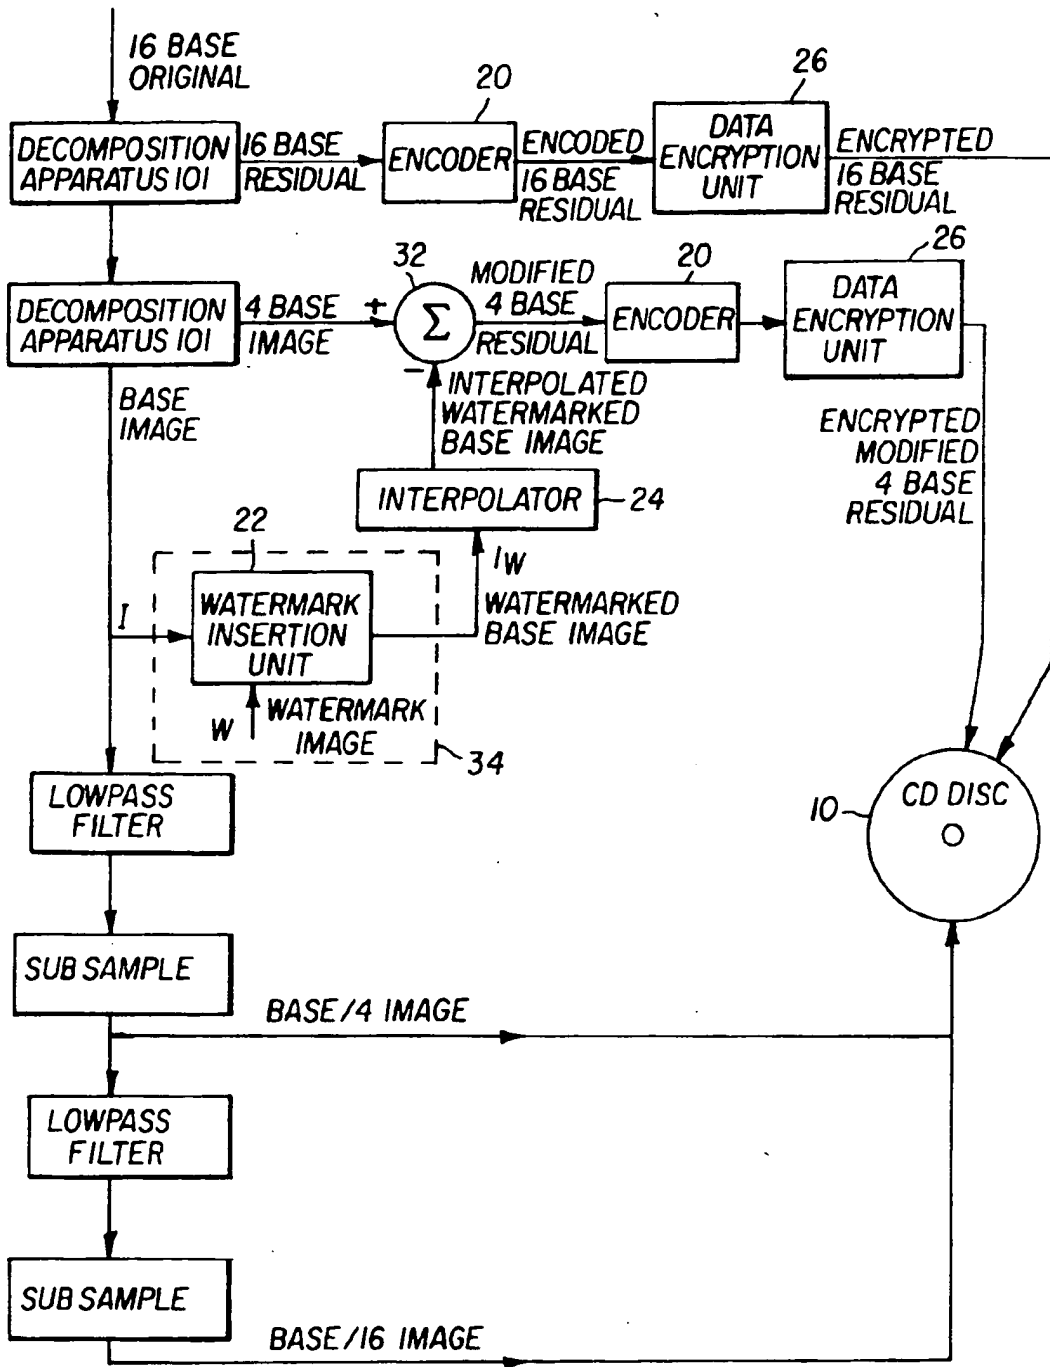 16 BASE
ORIGINAL
DECOMPOSITION
APPARATUS 101
16 BASE
RESIDUAL
20
ENCODER
ENCODED
16 BASE
RESIDUAL
26
DATA
ENCRYPTION
UNIT
ENCRYPTED
16 BASE
RESIDUAL
DECOMPOSITION
APPARATUS 101
4 BASE
IMAGE
32
+
Σ
-
MODIFIED
4 BASE
RESIDUAL
20
ENCODER
26
DATA
ENCRYPTION
UNIT
BASE
IMAGE
INTERPOLATED
WATERMARKED
BASE IMAGE
ENCRYPTED
MODIFIED
4 BASE
RESIDUAL
INTERPOLATOR
24
22
I
WATERMARK
INSERTION
UNIT
IW
WATERMARKED
BASE IMAGE
W
WATERMARK
IMAGE
34
LOWPASS
FILTER
10
CD DISC
SUB SAMPLE
BASE/4 IMAGE
LOWPASS
FILTER
SUB SAMPLE
BASE/16 IMAGE